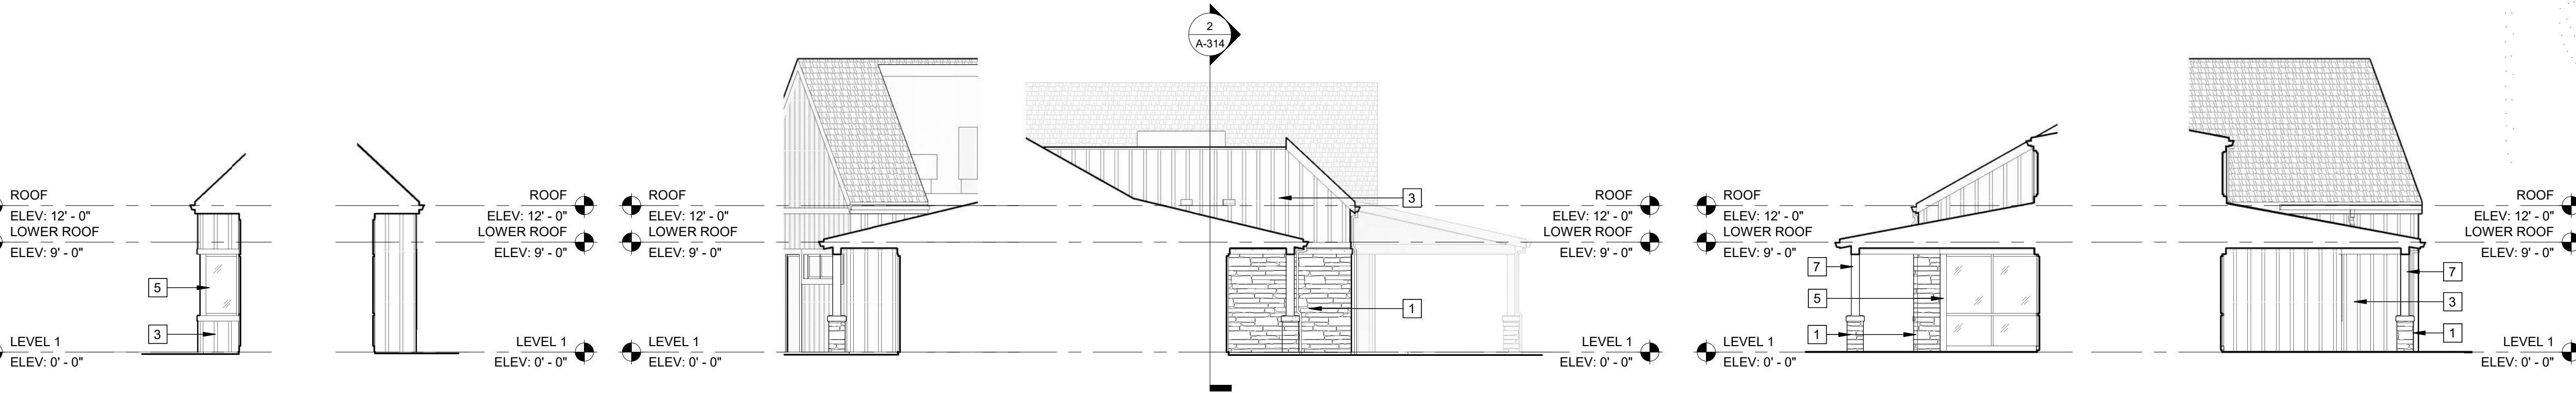 2
A-314
ROOF
ELEV: 12' - 0"
LOWER ROOF
ELEV: 9' - 0"
5
3
LEVEL 1
ELEV: 0' - 0"
ROOF
ELEV: 12' - 0"
LOWER ROOF
ELEV: 9' - 0"
LEVEL 1
ELEV: 0' - 0"
ROOF
ELEV: 12' - 0"
LOWER ROOF
ELEV: 9' - 0"
LEVEL 1
ELEV: 0' - 0"
3
1
ROOF
ELEV: 12' - 0"
LOWER ROOF
ELEV: 9' - 0"
LEVEL 1
ELEV: 0' - 0"
ROOF
ELEV: 12' - 0"
LOWER ROOF
ELEV: 9' - 0"
7
5
1
LEVEL 1
ELEV: 0' - 0"
ROOF
ELEV: 12' - 0"
LOWER ROOF
ELEV: 9' - 0"
7
3
1
LEVEL 1
ELEV: 0' - 0"